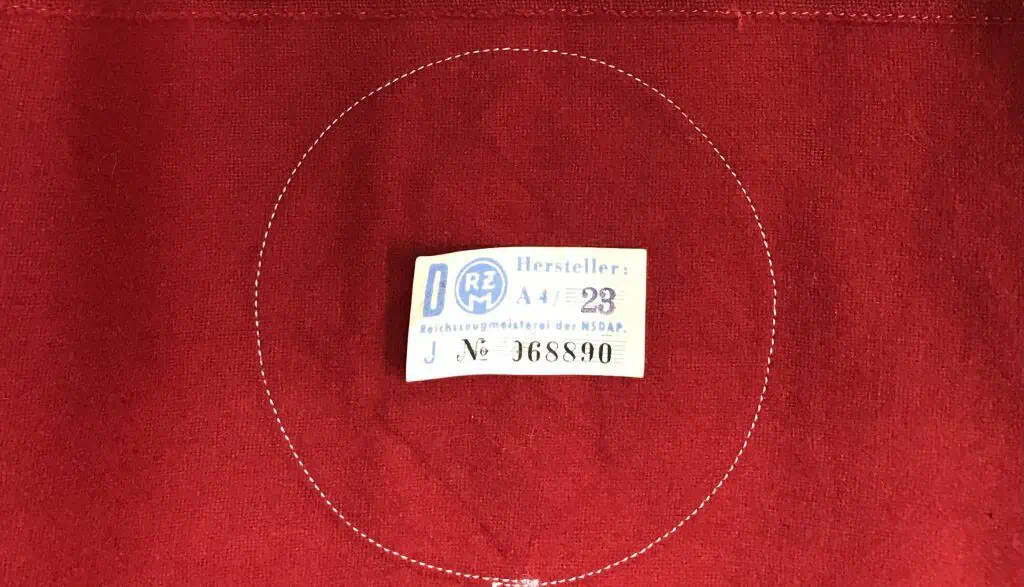 D RZM Hersteller:
A 4/ 23
Reichszeugmeisterei der NSDAP.
J № 068890